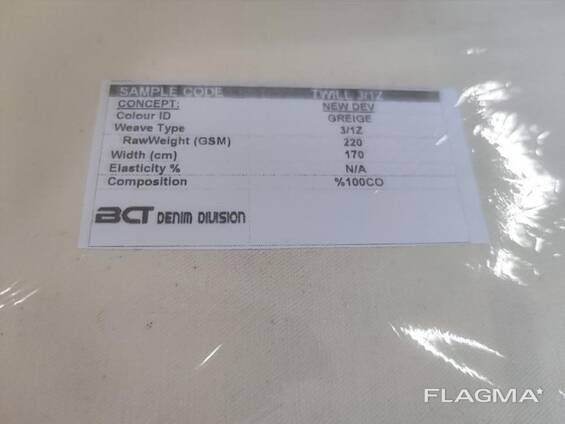 SAMPLE CODE TWILL 3/1Z
CONCEPT: NEW DEV
Colour ID GREIGE
Weave Type 3/1Z
RawWeight (GSM) 220
Width (cm) 170
Elasticity % N/A
Composition %100CO
BCT DENIM DIVISION
FLAGMA*